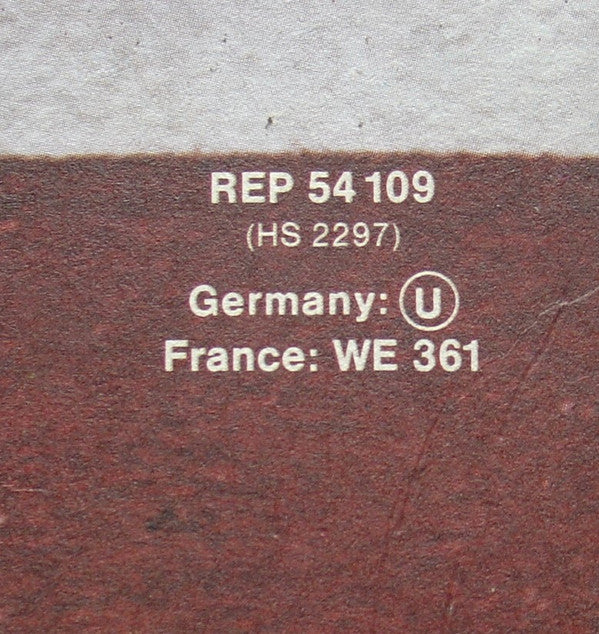 REP 54 109
(HS 2297)
Germany: Ⓤ
France: WE 361